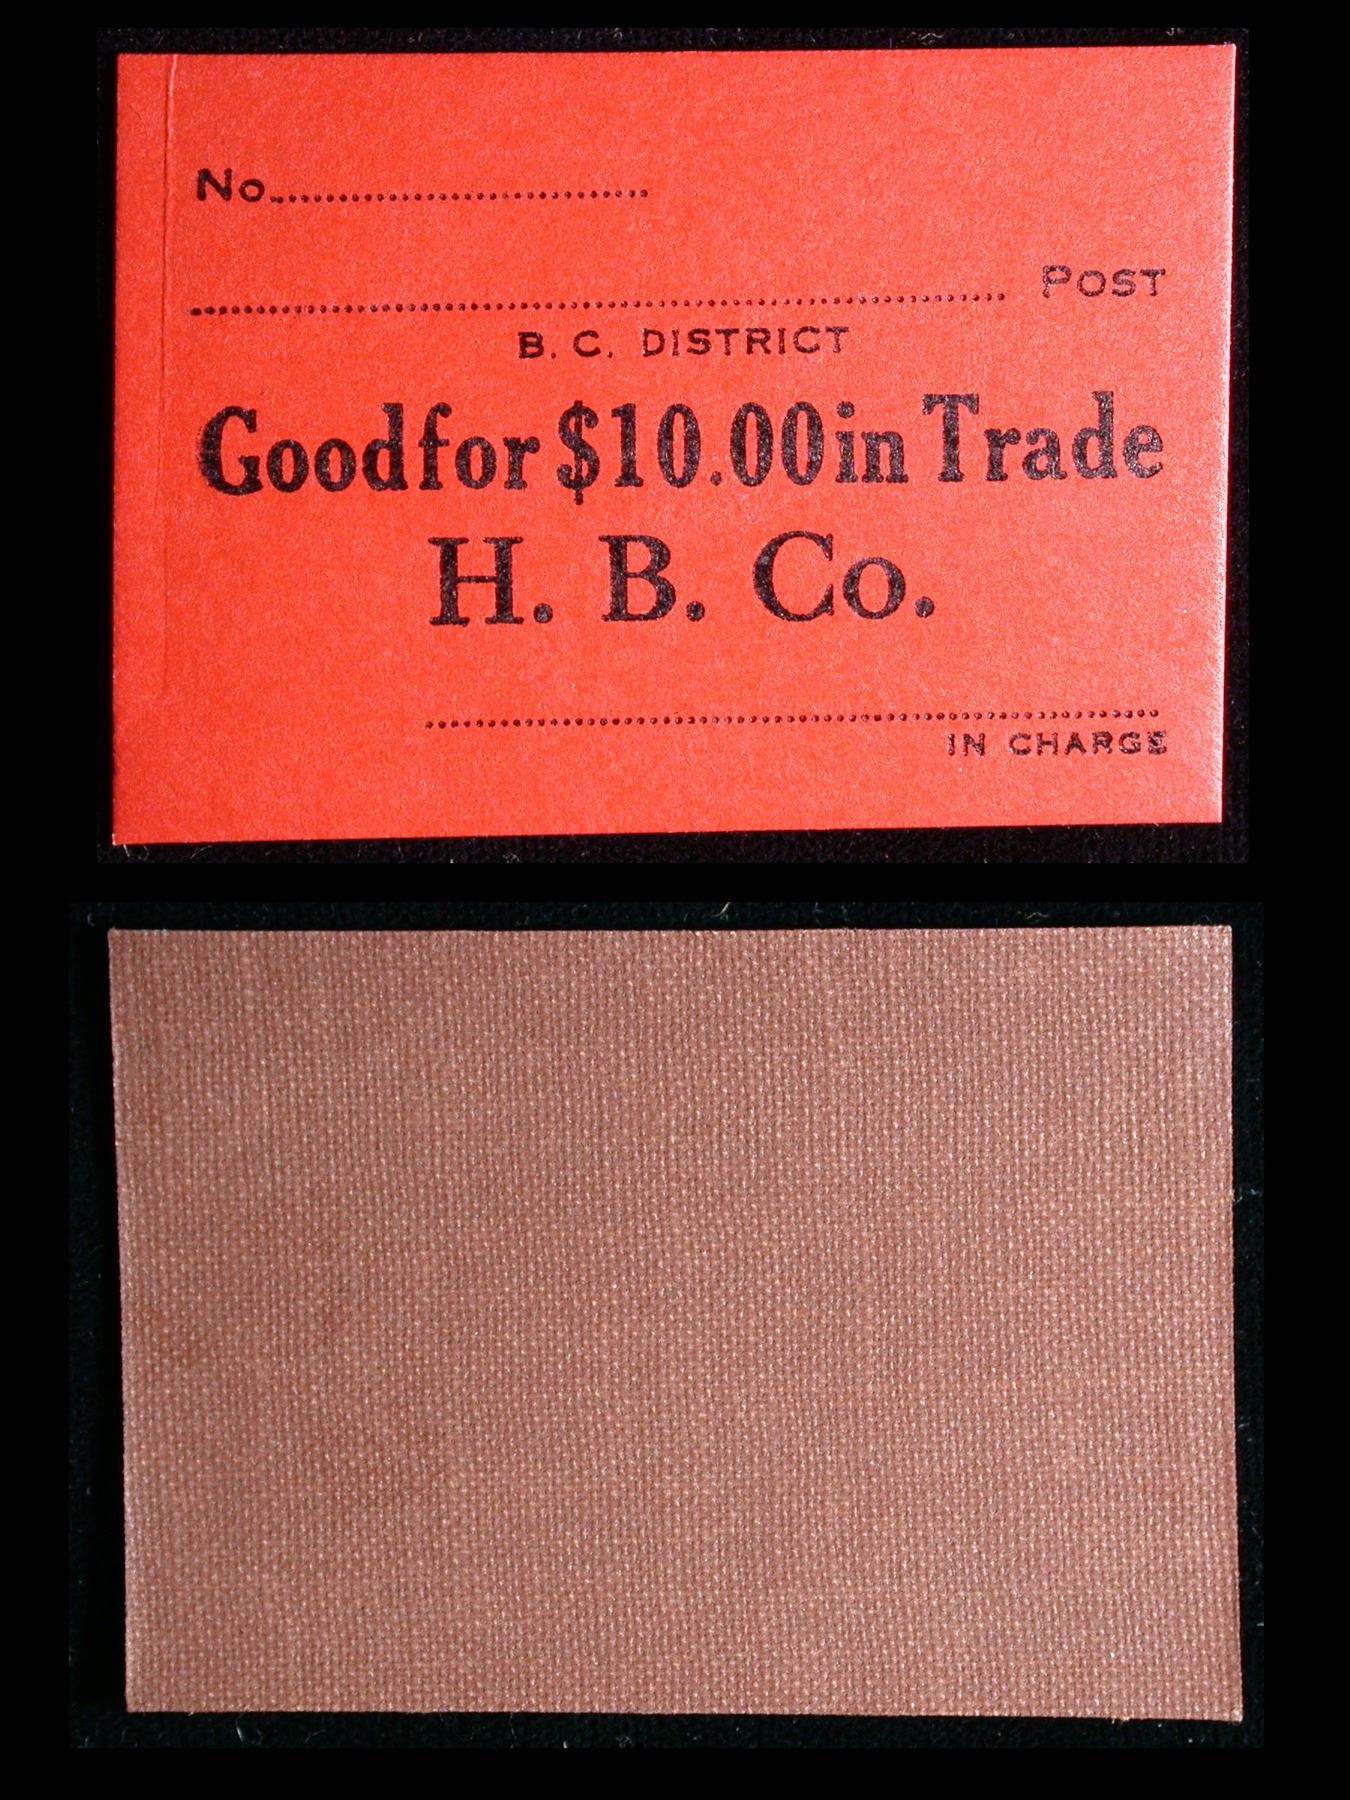 No..............................
.............................................................. POST
B. C. DISTRICT
Good for $10.00 in Trade
H. B. Co.
..........................................................
IN CHARGE